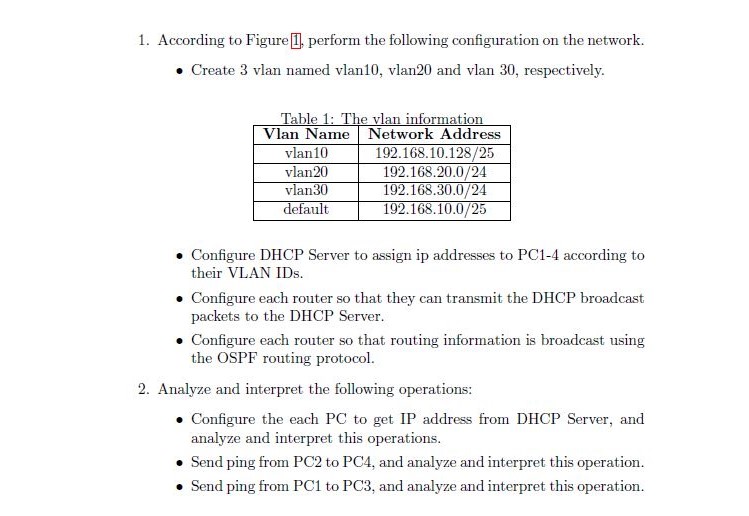 1. According to Figure 1, perform the following configuration on the network.
• Create 3 vlan named vlan10, vlan20 and vlan 30, respectively.
Table 1: The vlan information
Vlan Name Network Address
vlan10 192.168.10.128/25
vlan20 192.168.20.0/24
vlan30 192.168.30.0/24
default 192.168.10.0/25
• Configure DHCP Server to assign ip addresses to PC1-4 according to
their VLAN IDs.
• Configure each router so that they can transmit the DHCP broadcast
packets to the DHCP Server.
• Configure each router so that routing information is broadcast using
the OSPF routing protocol.
2. Analyze and interpret the following operations:
• Configure the each PC to get IP address from DHCP Server, and
analyze and interpret this operations.
• Send ping from PC2 to PC4, and analyze and interpret this operation.
• Send ping from PC1 to PC3, and analyze and interpret this operation.